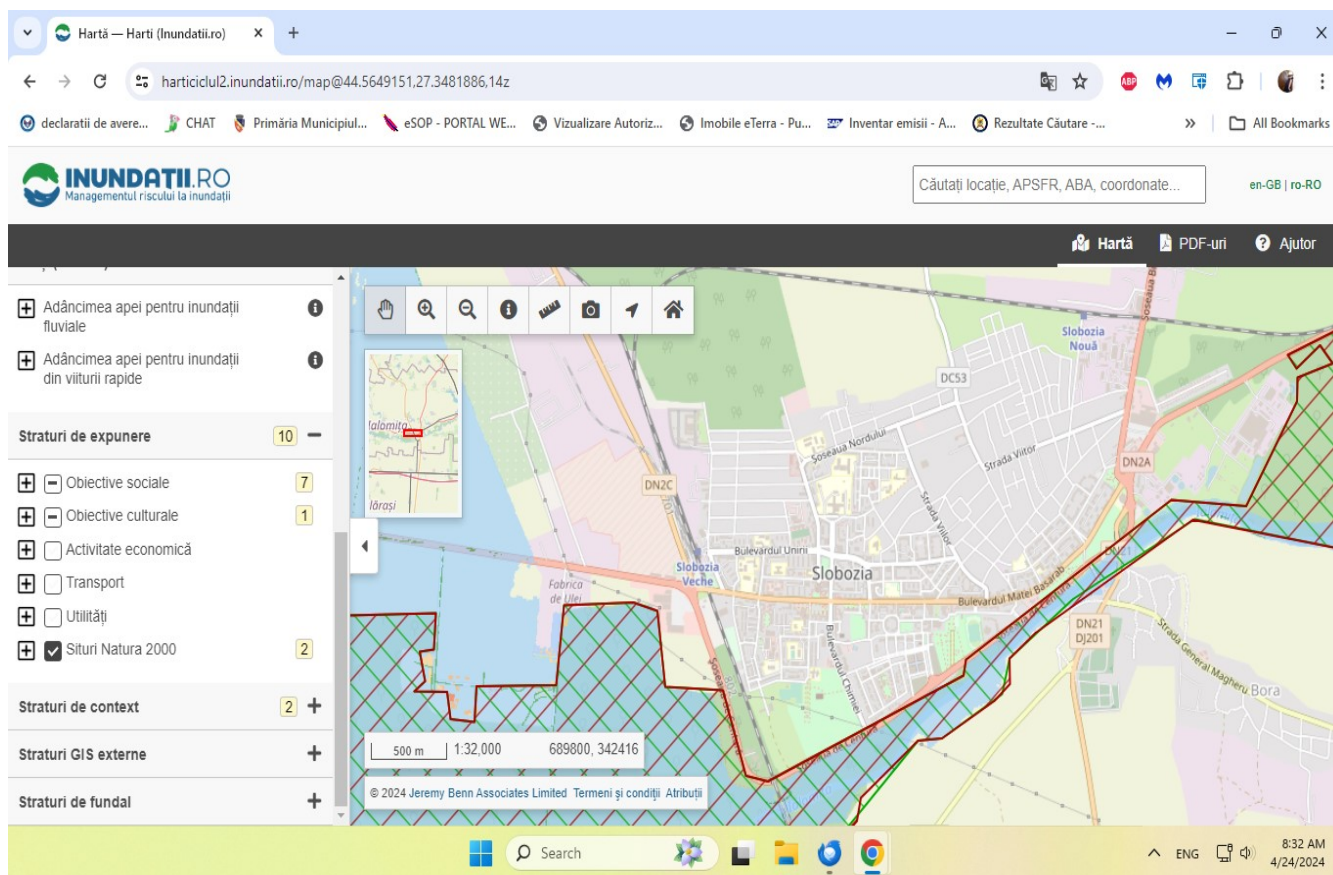 Hartă — Harti (Inundatii.ro)
harticiclul2.inundatii.ro/map@44.5649151,27.3481886,14z
ABP
declaratii de avere...
CHAT
Primăria Municipiul...
eSOP - PORTAL WE...
Vizualizare Autoriz...
Imobile eTerra - Pu...
Inventar emisii - A...
Rezultate Căutare -...
All Bookmarks
INUNDATII.RO
Managementul riscului la inundații
Căutați locație, APSFR, ABA, coordonate...
en-GB | ro-RO
Hartă
PDF-uri
Ajutor
Adâncimea apei pentru inundații
fluviale
Adâncimea apei pentru inundații
din viituri rapide
Straturi de expunere 10
Obiective sociale 7
Obiective culturale 1
Activitate economică
Transport
Utilități
Situri Natura 2000 2
Straturi de context 2
Straturi GIS externe
Straturi de fundal
Ialomița
lărași
Slobozia
Nouă
DC53
Șoseaua Nordului
Strada Viitor
DN2A
DN2C
Strada Viilor
Bulevardul Unirii
Slobozia
Veche
Slobozia
DN21
Fabrica
de Ulei
Bulevardul Matei Basarab
DN21
DJ201
Strada General Magheru
Bora
Bulevardul Chimiei
500 m
1:32,000
689800, 342416
© 2024 Jeremy Benn Associates Limited Termeni și condiții Atribuții
Search
ENG
8:32 AM
4/24/2024